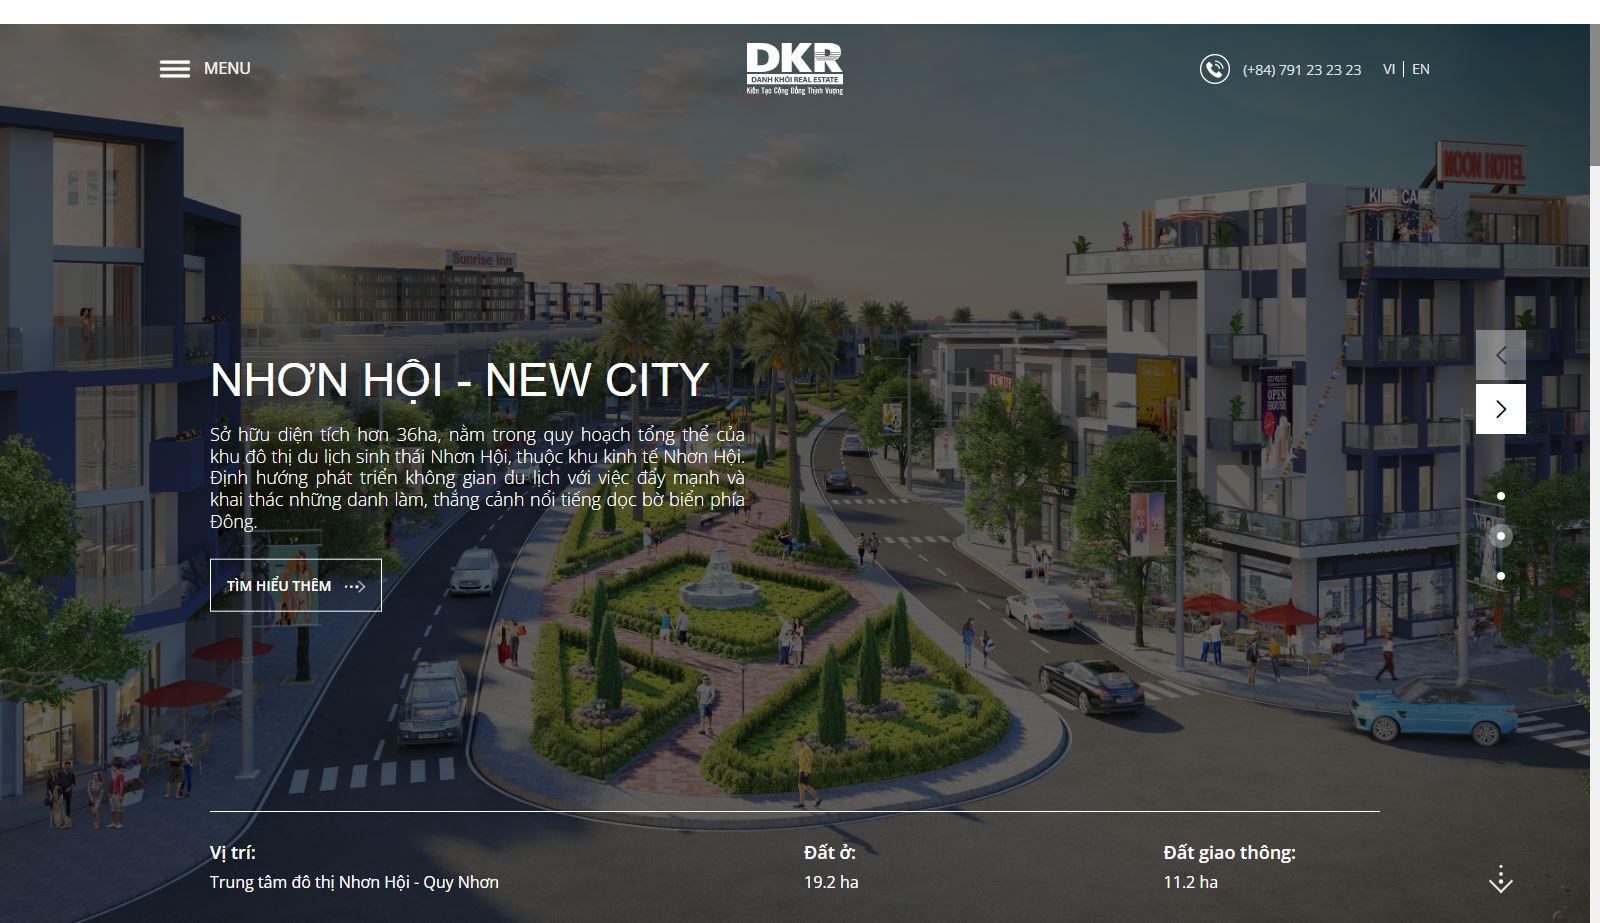 MENU
DKR
DANH KHÔI REAL ESTATE
Kiến Tạo Cộng Đồng Thịnh Vượng
(+84) 791 23 23 23
VI | EN
MOON HOTEL
KING CAFE
Sunrise Inn
NHƠN HỘI - NEW CITY
Sở hữu diện tích hơn 36ha, nằm trong quy hoạch tổng thể của
khu đô thị du lịch sinh thái Nhơn Hội, thuộc khu kinh tế Nhơn Hội.
Định hướng phát triển không gian du lịch với việc đẩy mạnh và
khai thác những danh lam, thắng cảnh nổi tiếng dọc bờ biển phía
Đông.
OPEN
HOUSE
TÌM HIỂU THÊM
Vị trí:
Trung tâm đô thị Nhơn Hội - Quy Nhơn
Đất ở:
19.2 ha
Đất giao thông:
11.2 ha